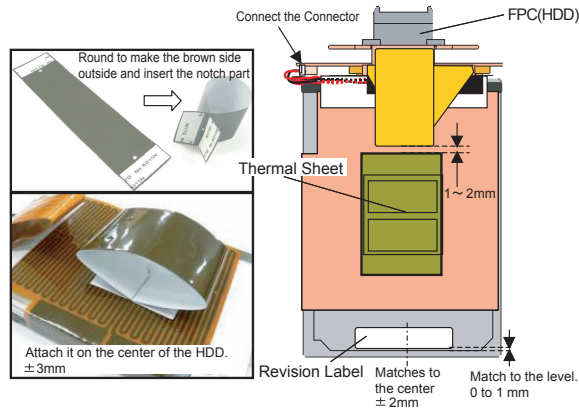 Connect the Connector
FPC(HDD)
Round to make the brown side
outside and insert the notch part
Thermal Sheet
1～2mm
Attach it on the center of the HDD.
±3mm
Revision Label
Matches to
the center
±2mm
Match to the level.
0 to 1 mm